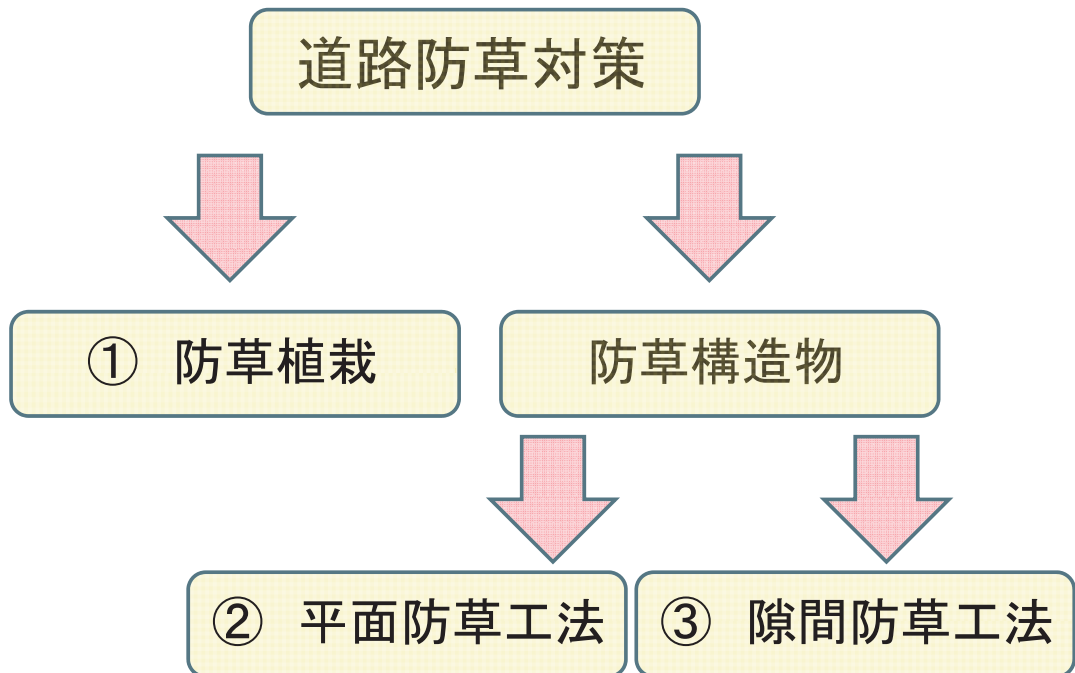 道路防草対策
① 防草植栽
防草構造物
② 平面防草工法
③ 隙間防草工法